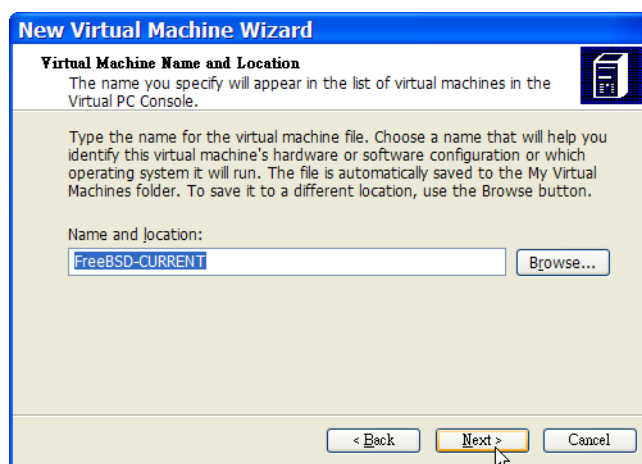 New Virtual Machine Wizard
Virtual Machine Name and Location
The name you specify will appear in the list of virtual machines in the
Virtual PC Console.
Type the name for the virtual machine file. Choose a name that will help you
identify this virtual machine's hardware or software configuration or which
operating system it will run. The file is automatically saved to the My Virtual
Machines folder. To save it to a different location, use the Browse button.
Name and location:
FreeBSD-CURRENT
Browse...
< Back
Next >
Cancel